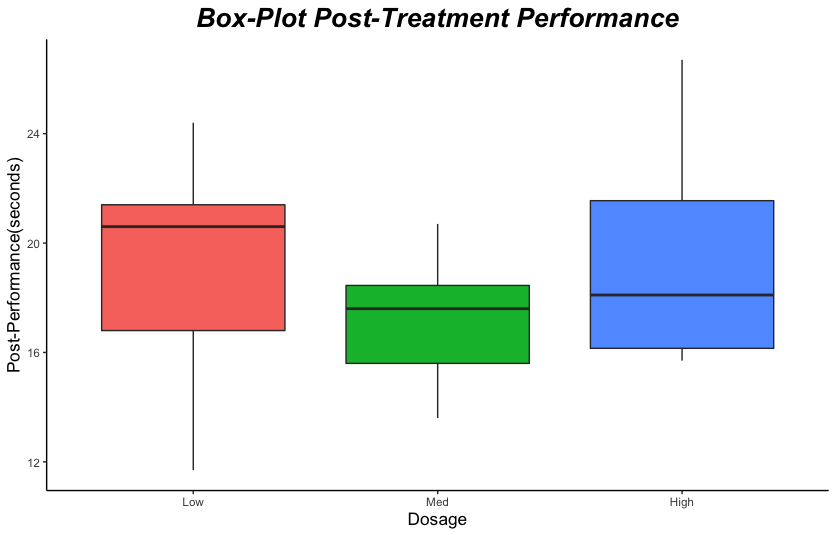 Box-Plot Post-Treatment Performance
Post-Performance(seconds)
24
20
16
12
Low
Med
High
Dosage